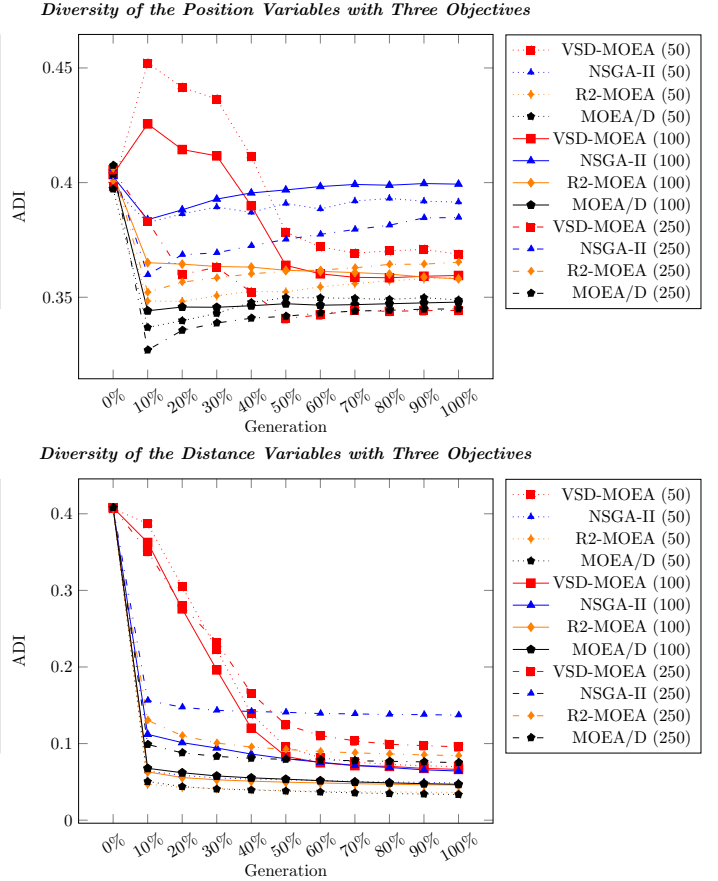 Diversity of the Position Variables with Three Objectives
0.45
0.4
0.35
ADI
0%
10%
20%
30%
40%
50%
60%
70%
80%
90%
100%
Generation
VSD-MOEA (50)
NSGA-II (50)
R2-MOEA (50)
MOEA/D (50)
VSD-MOEA (100)
NSGA-II (100)
R2-MOEA (100)
MOEA/D (100)
VSD-MOEA (250)
NSGA-II (250)
R2-MOEA (250)
MOEA/D (250)
Diversity of the Distance Variables with Three Objectives
0.4
0.3
0.2
0.1
0
ADI
0%
10%
20%
30%
40%
50%
60%
70%
80%
90%
100%
Generation
VSD-MOEA (50)
NSGA-II (50)
R2-MOEA (50)
MOEA/D (50)
VSD-MOEA (100)
NSGA-II (100)
R2-MOEA (100)
MOEA/D (100)
VSD-MOEA (250)
NSGA-II (250)
R2-MOEA (250)
MOEA/D (250)